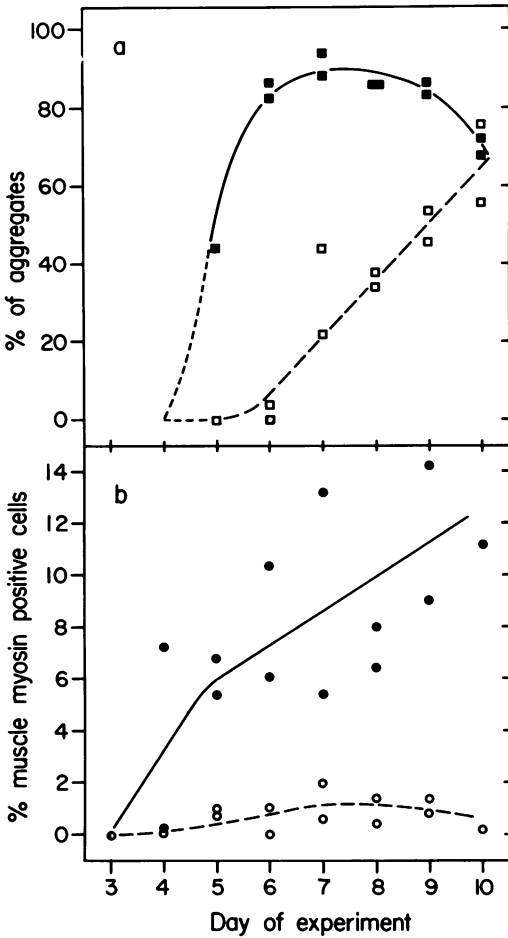 100
a
80
60
40
20
0
% of aggregates
14
b
12
10
8
6
4
2
0
% muscle myosin positive cells
3 4 5 6 7 8 9 10
Day of experiment